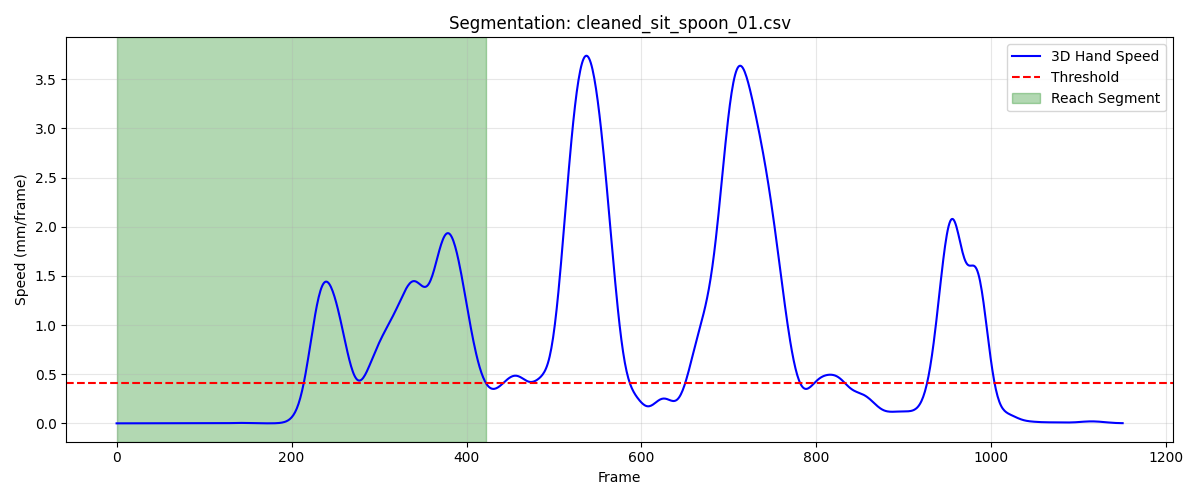 Segmentation: cleaned_sit_spoon_01.csv
3D Hand Speed
Threshold
Reach Segment
Speed (mm/frame)
3.5
3.0
2.5
2.0
1.5
1.0
0.5
0.0
0 200 400 600 800 1000 1200
Frame